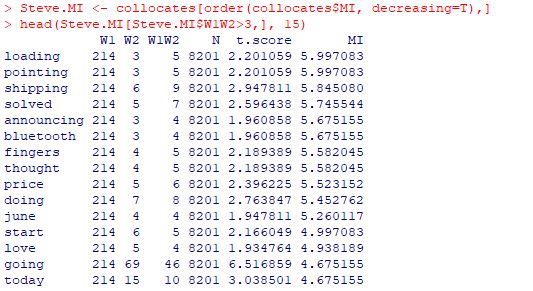 > Steve.MI <- collocates[order(collocates$MI, decreasing=T),]
> head(Steve.MI[Steve.MI$W1W2>3,], 15)
W1 W2 W1W2 N t.score MI
loading 214 3 5 8201 2.201059 5.997083
pointing 214 3 5 8201 2.201059 5.997083
shipping 214 6 9 8201 2.947811 5.845080
solved 214 5 7 8201 2.596438 5.745544
announcing 214 3 4 8201 1.960858 5.675155
bluetooth 214 3 4 8201 1.960858 5.675155
fingers 214 4 5 8201 2.189389 5.582045
thought 214 4 5 8201 2.189389 5.582045
price 214 5 6 8201 2.396225 5.523152
doing 214 7 8 8201 2.763847 5.452762
june 214 4 4 8201 1.947811 5.260117
start 214 6 5 8201 2.166049 4.997083
love 214 5 4 8201 1.934764 4.938189
going 214 69 46 8201 6.516859 4.675155
today 214 15 10 8201 3.038501 4.675155